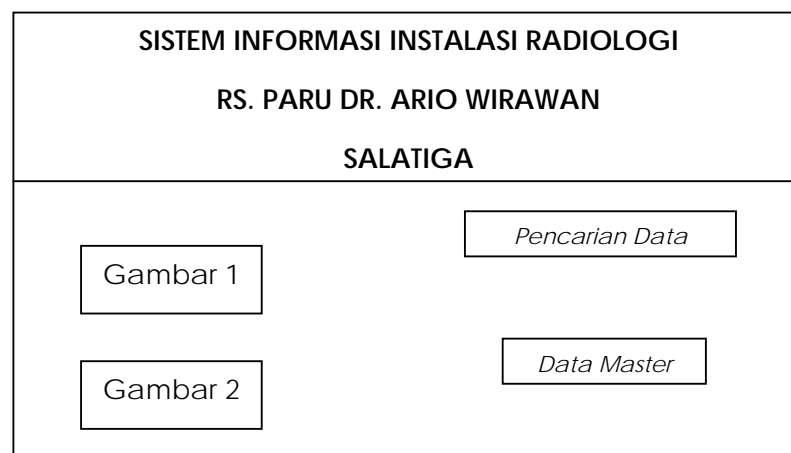 SISTEM INFORMASI INSTALASI RADIOLOGI
RS. PARU DR. ARIO WIRAWAN
SALATIGA
Pencarian Data
Gambar 1
Data Master
Gambar 2